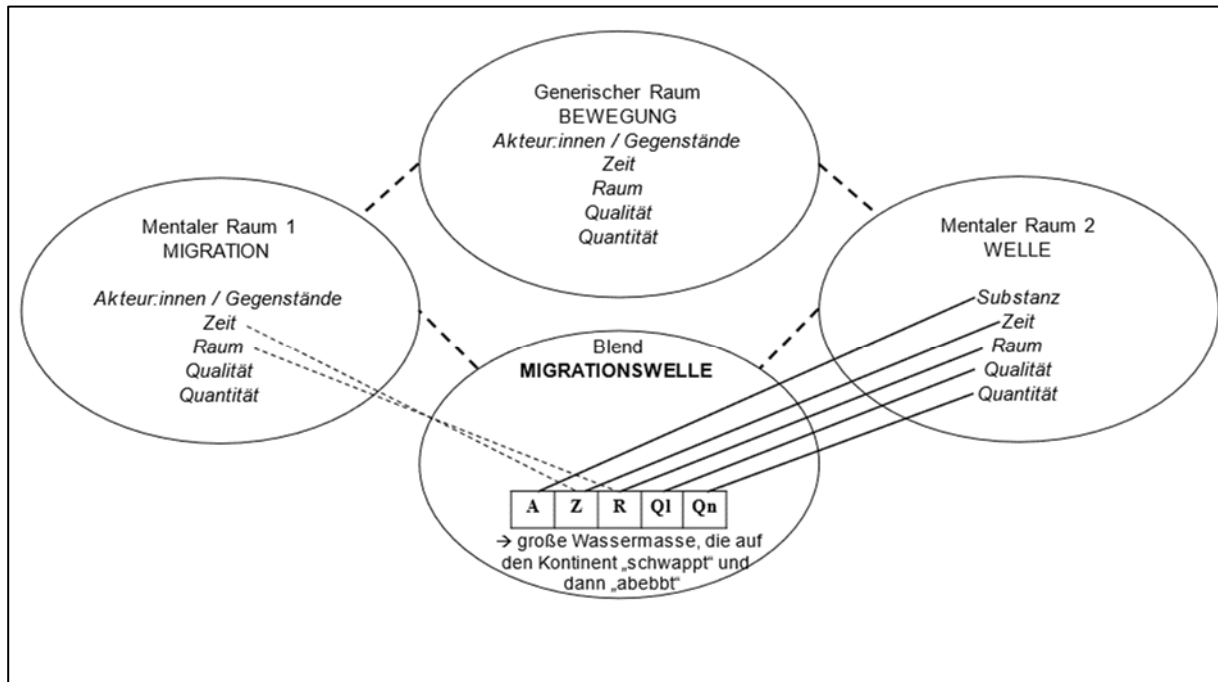 Generischer Raum
BEWEGUNG
Akteur:innen / Gegenstände
Zeit
Raum
Qualität
Quantität
Mentaler Raum 1
MIGRATION
Akteur:innen / Gegenstände
Zeit
Raum
Qualität
Quantität
Mentaler Raum 2
WELLE
Substanz
Zeit
Raum
Qualität
Quantität
Blend
MIGRATIONSWELLE
A Z R Ql Qn
→ große Wassermasse, die auf
den Kontinent „schwappt“ und
dann „abebbt“